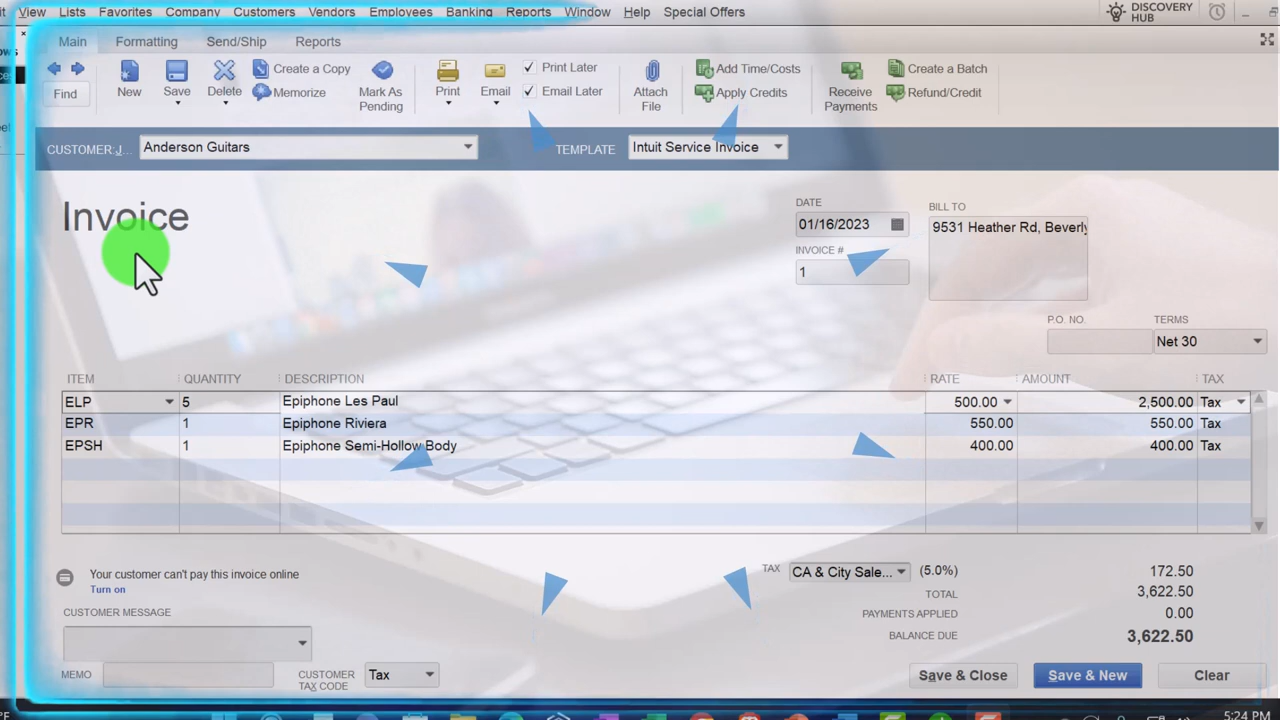 View Lists Favorites Company Customers Vendors Employees Banking Reports Window Help Special Offers DISCOVERY HUB
Main Formatting Send/Ship Reports
Find New Save Delete Create a Copy Memorize Mark As Pending Print Email Print Later Email Later Attach File Add Time/Costs Apply Credits Receive Payments Create a Batch Refund/Credit
CUSTOMER:J... Anderson Guitars TEMPLATE Intuit Service Invoice
Invoice
DATE
01/16/2023
INVOICE #
1
BILL TO
9531 Heather Rd, Beverly
P.O. NO. TERMS
Net 30
ITEM QUANTITY DESCRIPTION RATE AMOUNT TAX
ELP 5 Epiphone Les Paul 500.00 2,500.00 Tax
EPR 1 Epiphone Riviera 550.00 550.00 Tax
EPSH 1 Epiphone Semi-Hollow Body 400.00 400.00 Tax
Your customer can't pay this invoice online
Turn on
TAX CA & City Sale... (5.0%) 172.50
TOTAL 3,622.50
PAYMENTS APPLIED 0.00
BALANCE DUE 3,622.50
CUSTOMER MESSAGE
MEMO CUSTOMER TAX CODE Tax
Save & Close Save & New Clear
5:24 PM